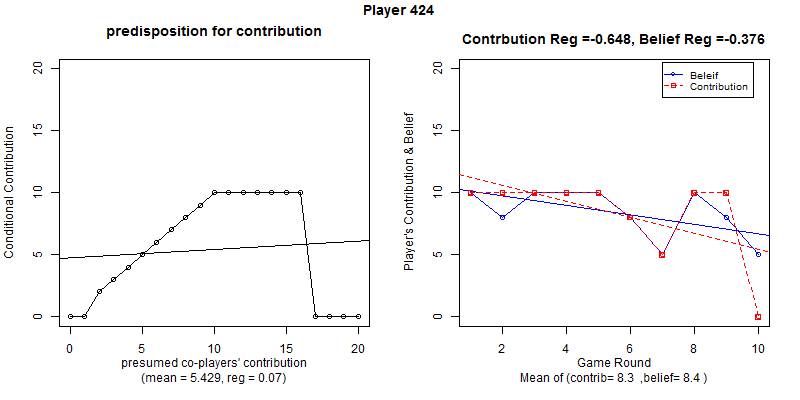 Player 424
predisposition for contribution
Conditional Contribution
20
15
10
5
0
0 5 10 15 20
presumed co-players' contribution
(mean = 5.429, reg = 0.07)
Contrbution Reg =-0.648, Belief Reg =-0.376
Player's Contribution & Belief
20
15
10
5
0
Beleif
Contribution
2 4 6 8 10
Game Round
Mean of (contrib= 8.3 ,belief= 8.4 )